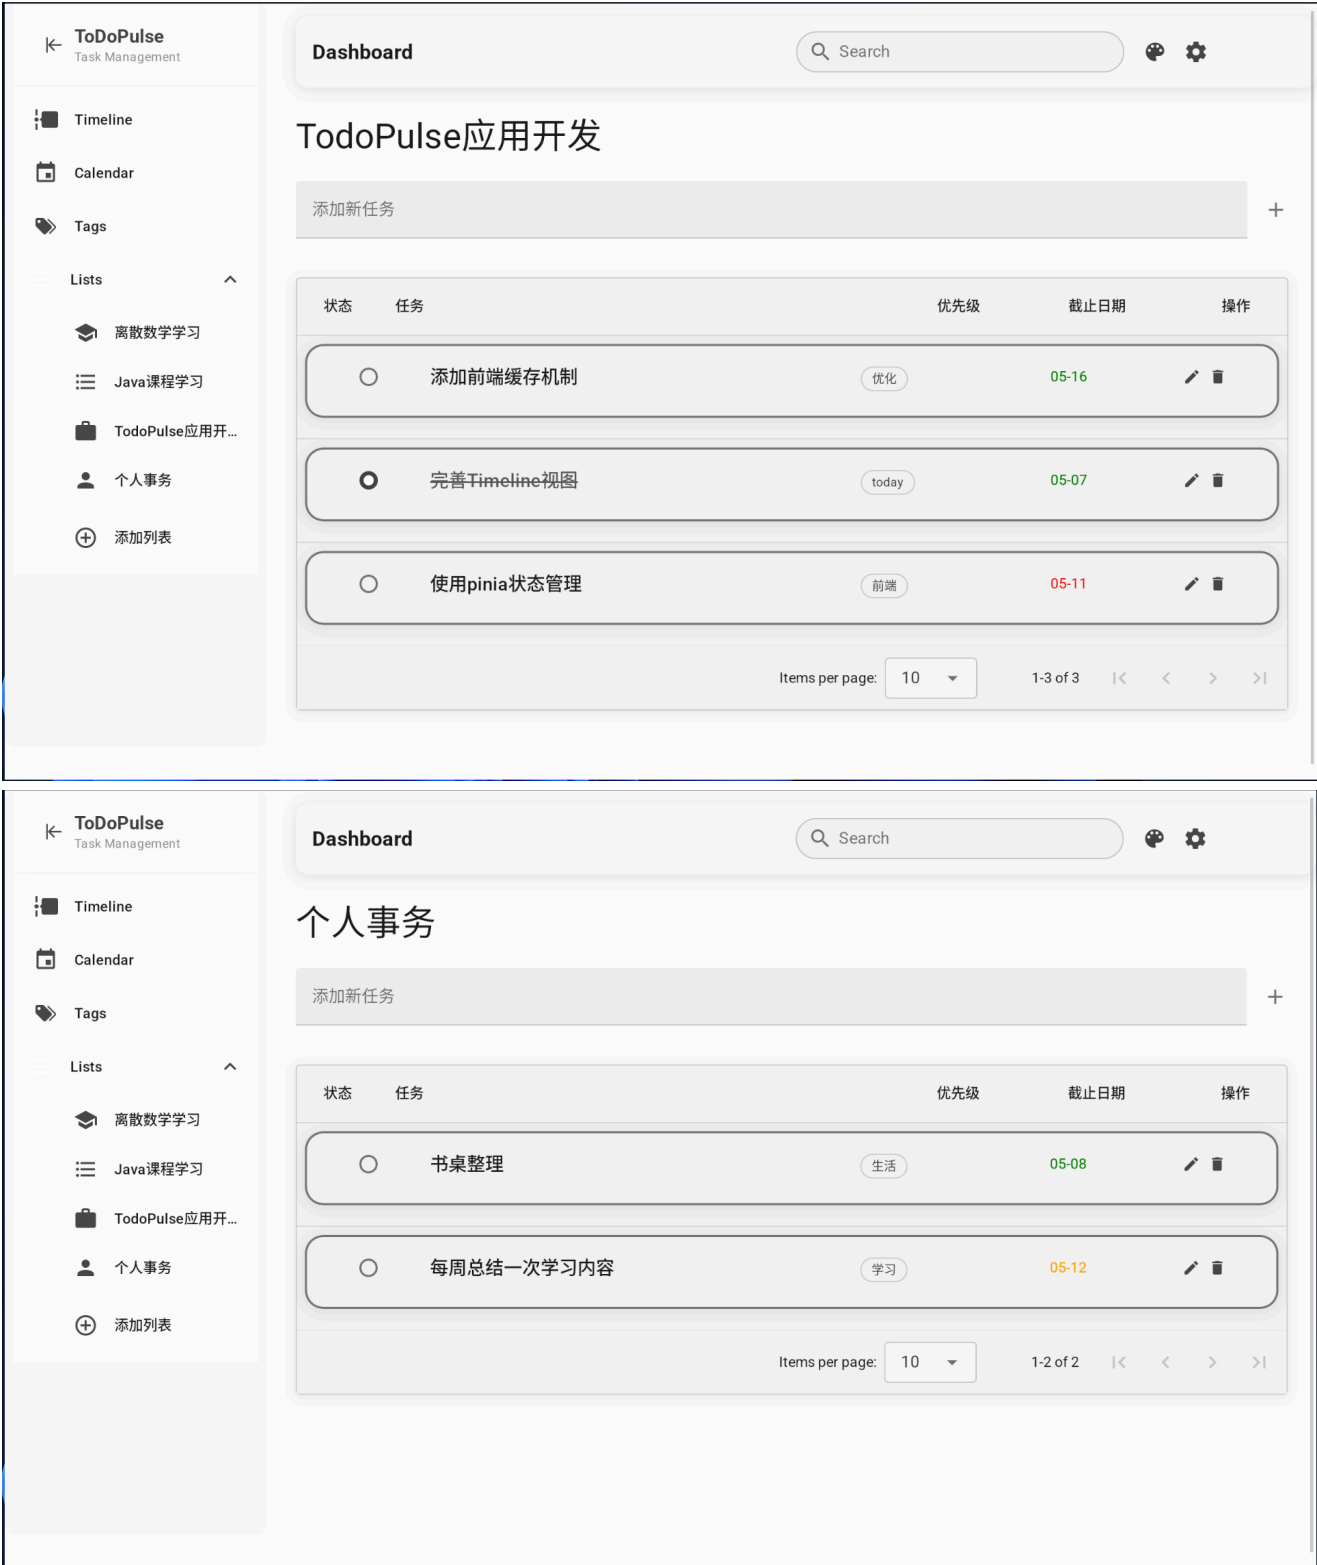 ToDoPulse
Task Management
Timeline
Calendar
Tags
Lists
离散数学学习
Java课程学习
TodoPulse应用开...
个人事务
添加列表
Dashboard
Search
TodoPulse应用开发
添加新任务
状态 任务 优先级 截止日期 操作
添加前端缓存机制 优化 05-16
完善Timeline视图 today 05-07
使用pinia状态管理 前端 05-11
Items per page: 10 1-3 of 3
ToDoPulse
Task Management
Timeline
Calendar
Tags
Lists
离散数学学习
Java课程学习
TodoPulse应用开...
个人事务
添加列表
Dashboard
Search
个人事务
添加新任务
状态 任务 优先级 截止日期 操作
书桌整理 生活 05-08
每周总结一次学习内容 学习 05-12
Items per page: 10 1-2 of 2